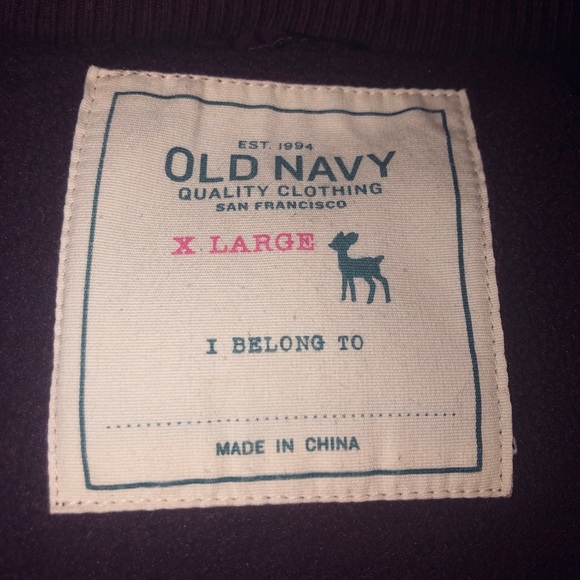 EST. 1994
OLD NAVY
QUALITY CLOTHING
SAN FRANCISCO
X LARGE
I BELONG TO
MADE IN CHINA